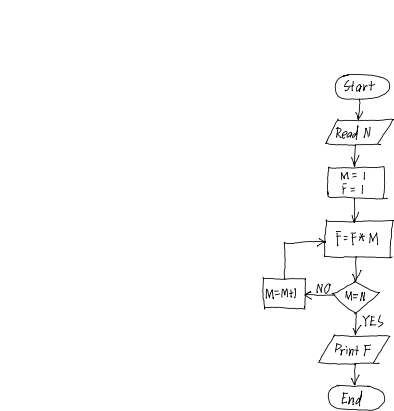 Start
Read N
M = 1
F = 1
F = F * M
M = M+1
NO
M = N
YES
Print F
End